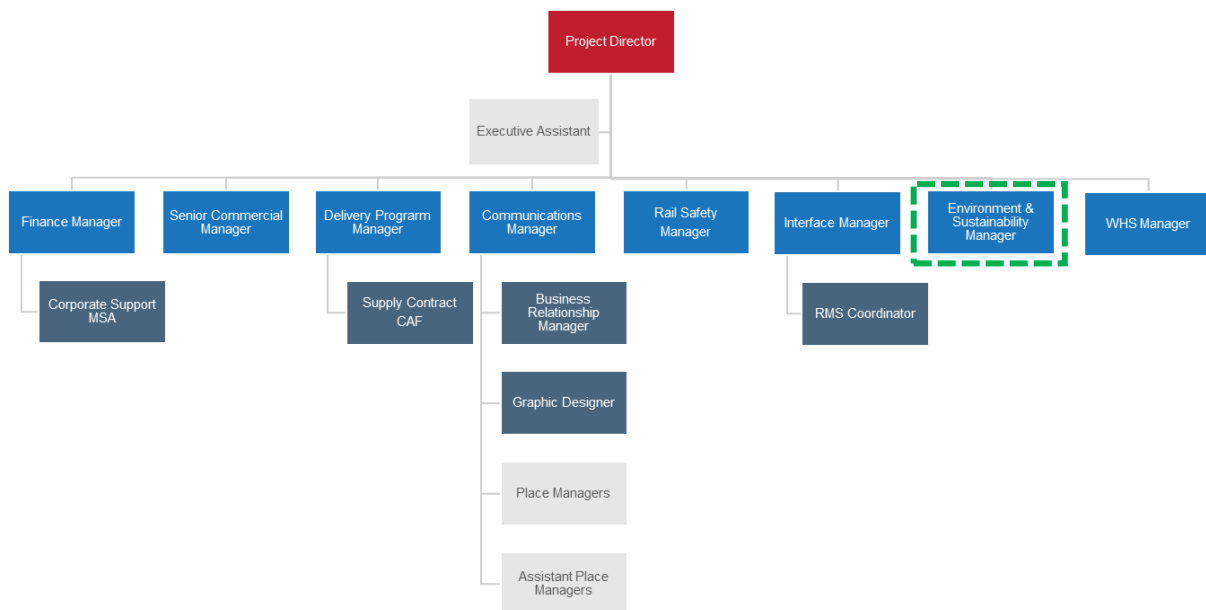 Project Director
Executive Assistant
Finance Manager
Senior Commercial
Manager
Delivery Prograrm
Manager
Communications
Manager
Rail Safety
Manager
Interface Manager
Environment &
Sustainability
Manager
WHS Manager
Corporate Support
MSA
Supply Contract
CAF
Business
Relationship
Manager
RMS Coordinator
Graphic Designer
Place Managers
Assistant Place
Managers